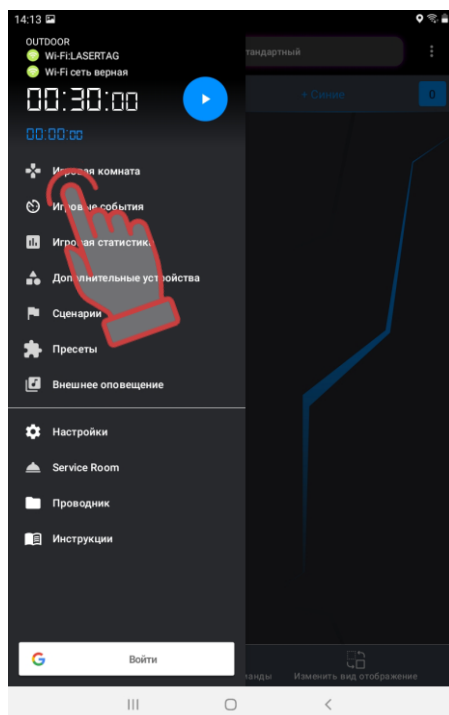 14:13
OUTDOOR
Wi-Fi:LASERTAG
Wi-Fi сеть верная
00:30:00
00:00:00
тандартный
+ Синие
0
Игровая комната
Игровые события
Игровая статистика
Дополнительные устройства
Сценарии
Пресеты
Внешнее оповещение
Настройки
Service Room
Проводник
Инструкции
G Войти
анды
Изменить вид отображение